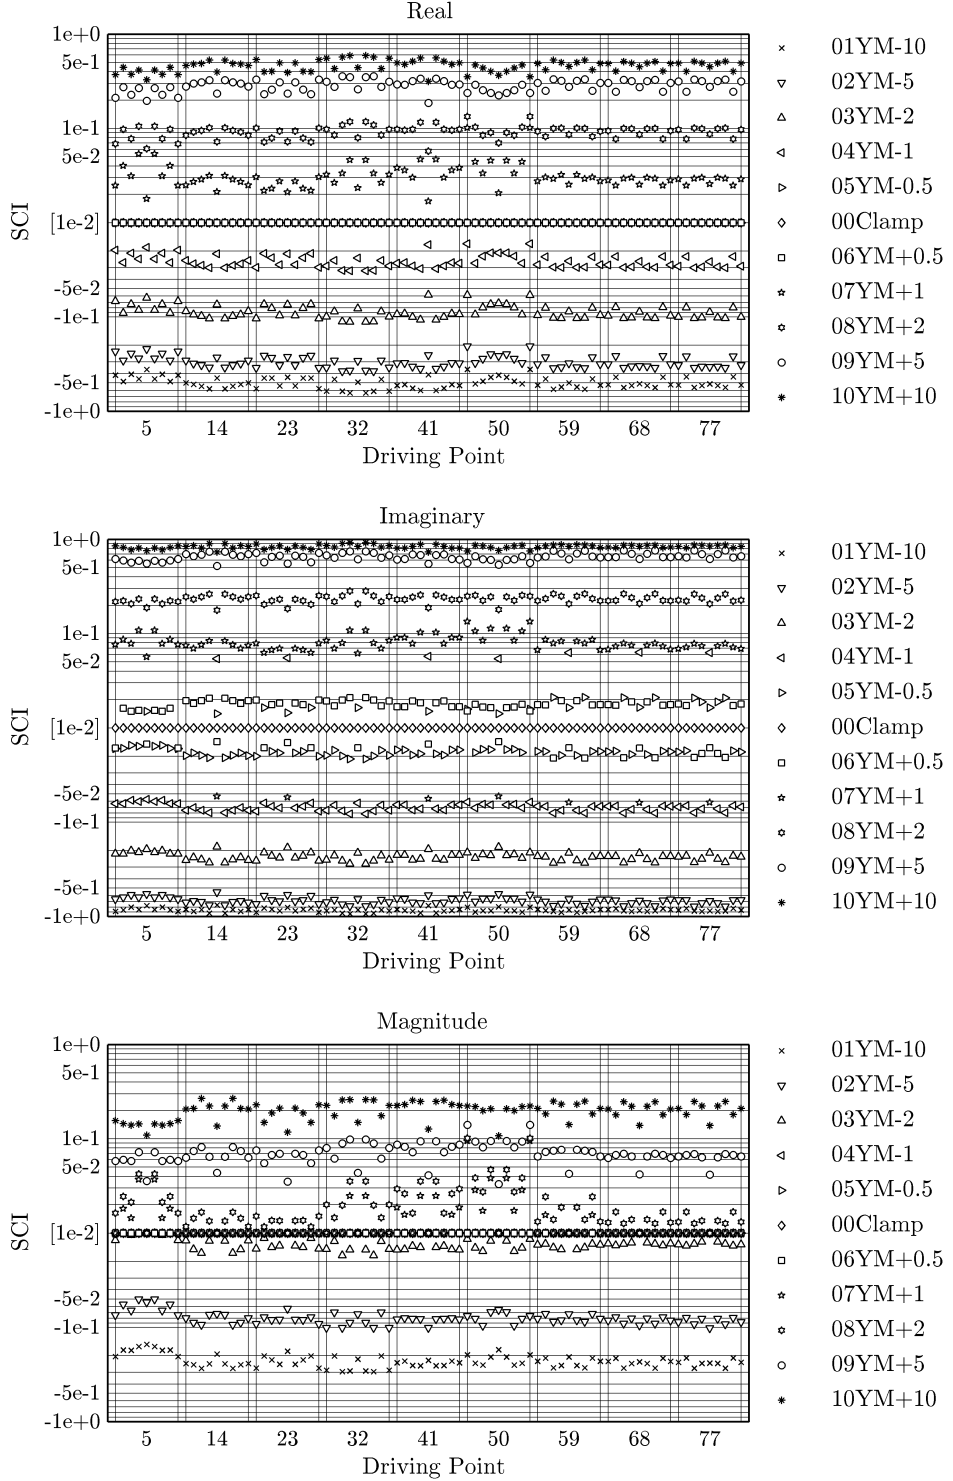 Real
1e+0
5e-1
1e-1
5e-2
[1e-2]
-5e-2
-1e-1
-5e-1
-1e+0
SCI
5 14 23 32 41 50 59 68 77
Driving Point
01YM-10
02YM-5
03YM-2
04YM-1
05YM-0.5
00Clamp
06YM+0.5
07YM+1
08YM+2
09YM+5
10YM+10
Imaginary
1e+0
5e-1
1e-1
5e-2
[1e-2]
-5e-2
-1e-1
-5e-1
-1e+0
SCI
5 14 23 32 41 50 59 68 77
Driving Point
01YM-10
02YM-5
03YM-2
04YM-1
05YM-0.5
00Clamp
06YM+0.5
07YM+1
08YM+2
09YM+5
10YM+10
Magnitude
1e+0
5e-1
1e-1
5e-2
[1e-2]
-5e-2
-1e-1
-5e-1
-1e+0
SCI
5 14 23 32 41 50 59 68 77
Driving Point
01YM-10
02YM-5
03YM-2
04YM-1
05YM-0.5
00Clamp
06YM+0.5
07YM+1
08YM+2
09YM+5
10YM+10